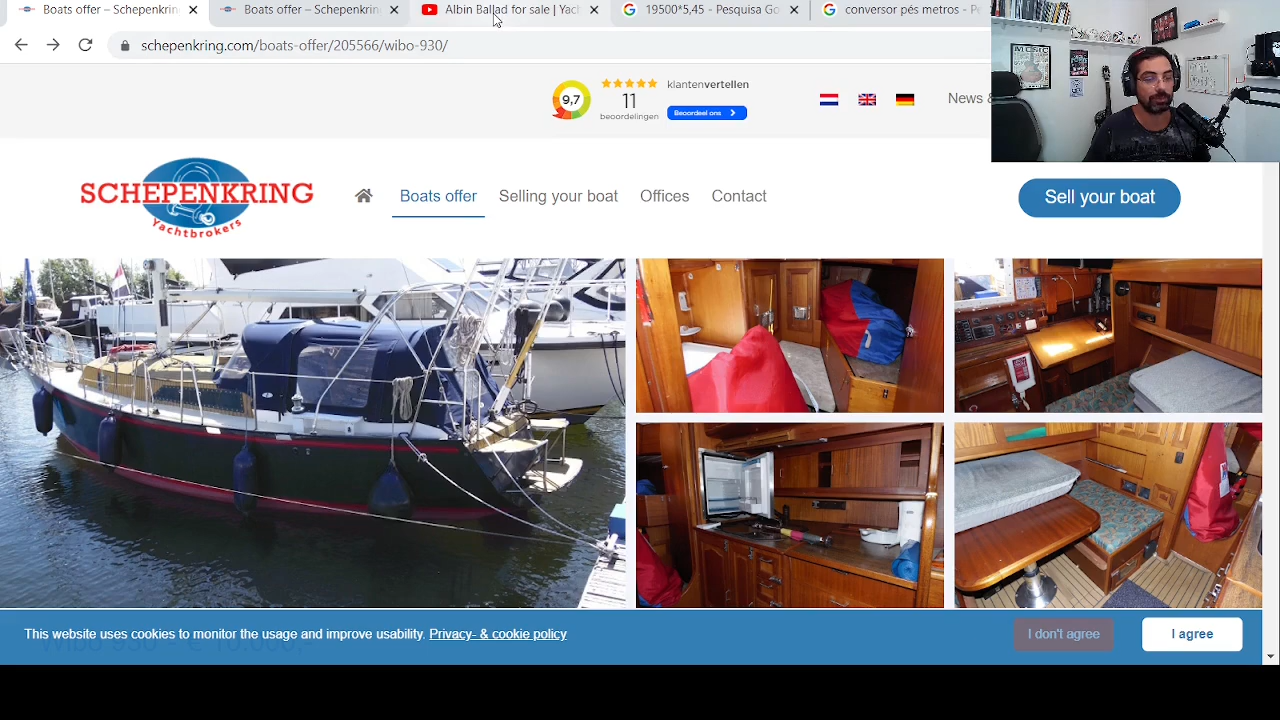 Boats offer – Schepenkring
Boats offer – Schepenkring
Albin Ballad for sale | Yach
19500*5,45 - Pesquisa Go
conversor pés metros - Pe
schepenkring.com/boats-offer/205566/wibo-930/
MUSIC
9,7
11
beoordelingen
klantenvertellen
Beoordeel ons
News &
SCHEPENKRING
Yachtbrokers
Boats offer
Selling your boat
Offices
Contact
Sell your boat
This website uses cookies to monitor the usage and improve usability. Privacy- & cookie policy
I don't agree
I agree